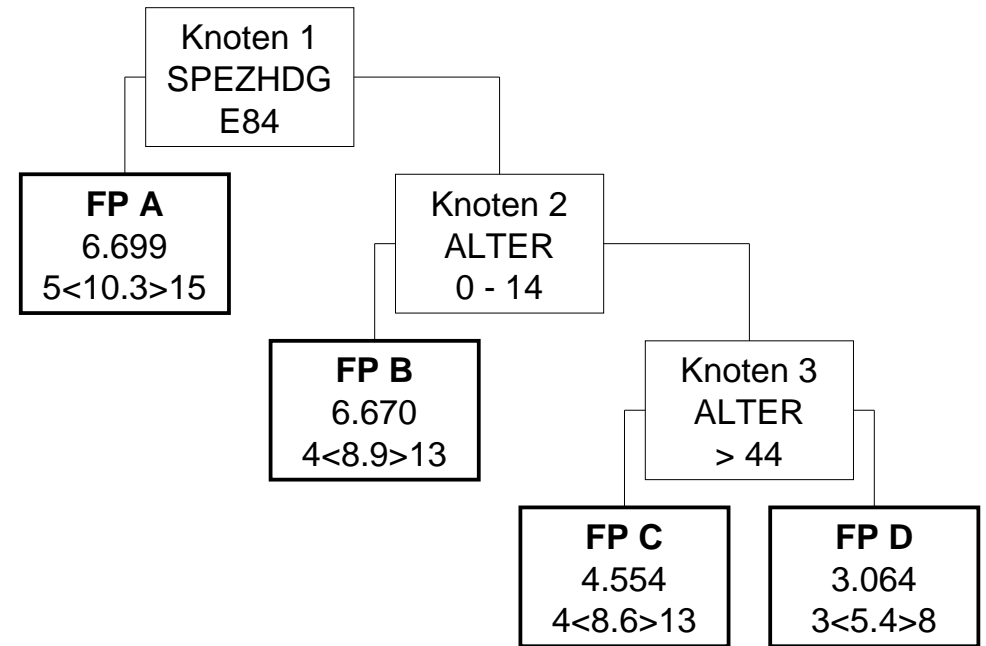 Knoten 1
SPEZHDG
E84
FP A
6.699
5<10.3>15
Knoten 2
ALTER
0 - 14
FP B
6.670
4<8.9>13
Knoten 3
ALTER
> 44
FP C
4.554
4<8.6>13
FP D
3.064
3<5.4>8